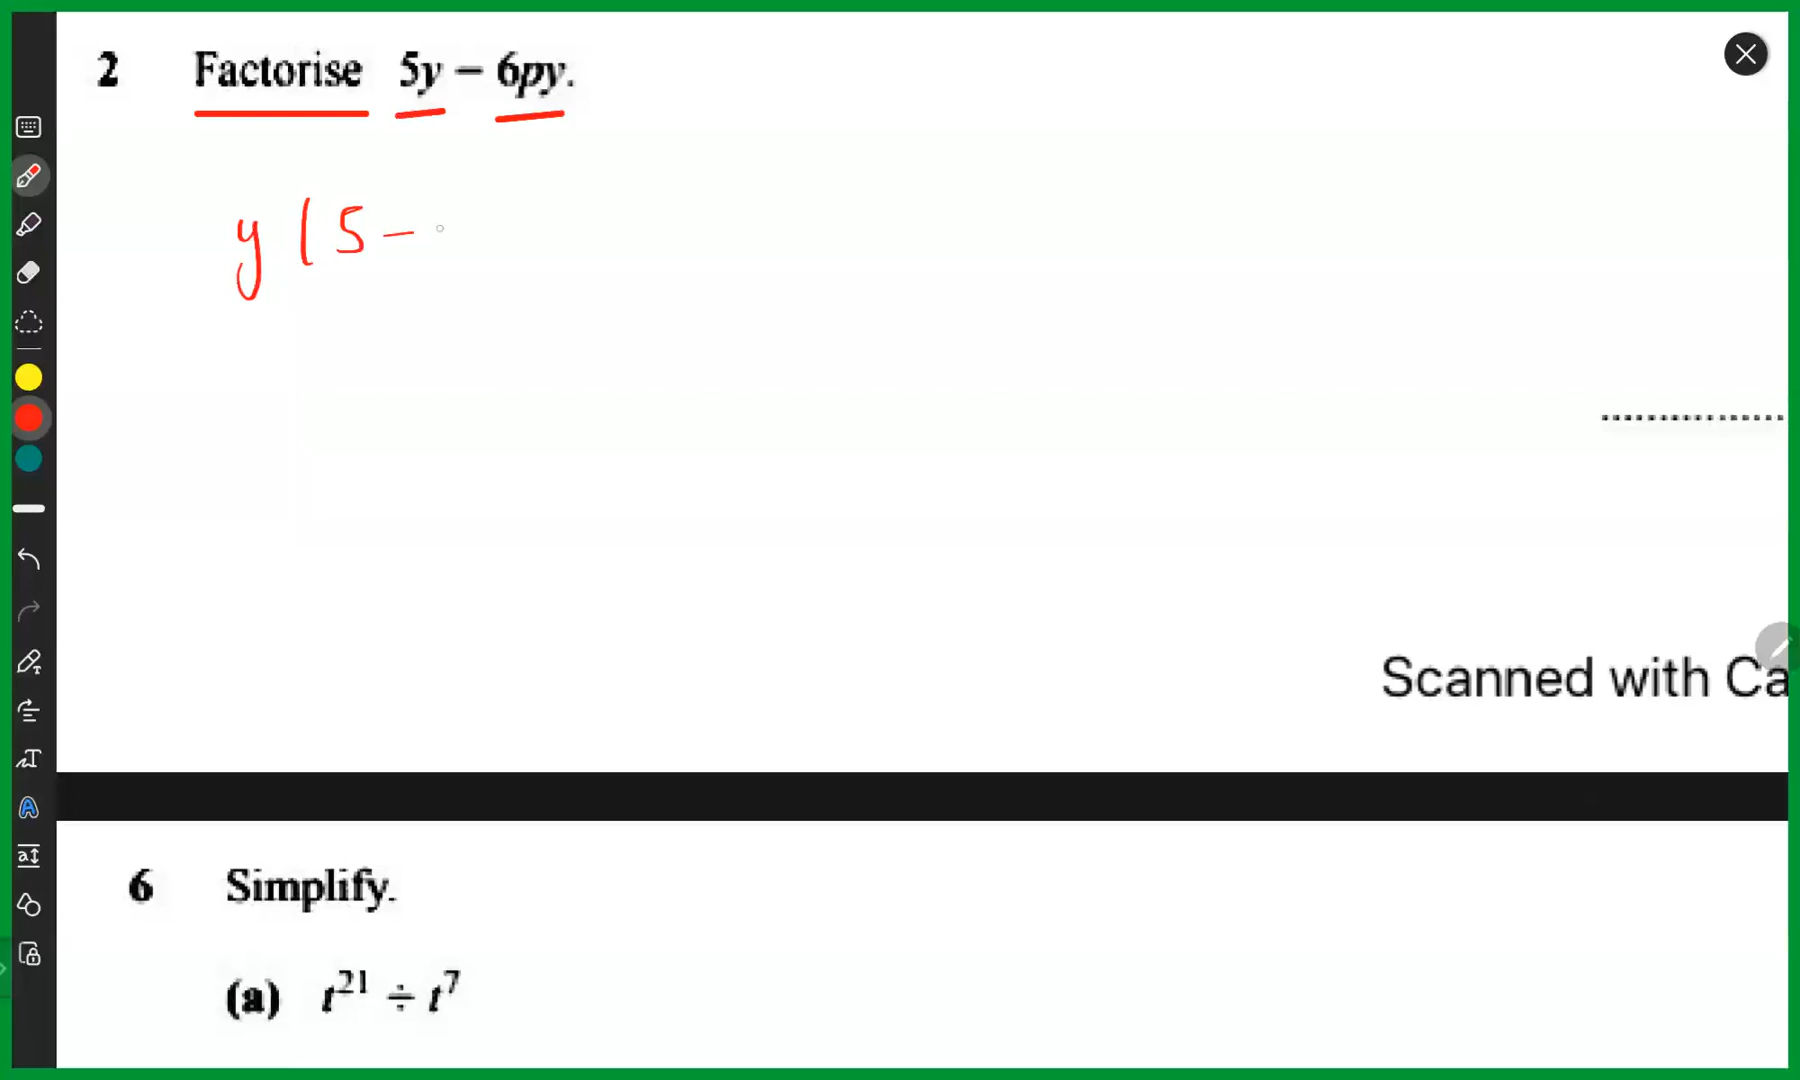 2 Factorise 5y − 6py.
y ( 5 −
Scanned with Ca
6 Simplify.
(a) t²¹ ÷ t⁷